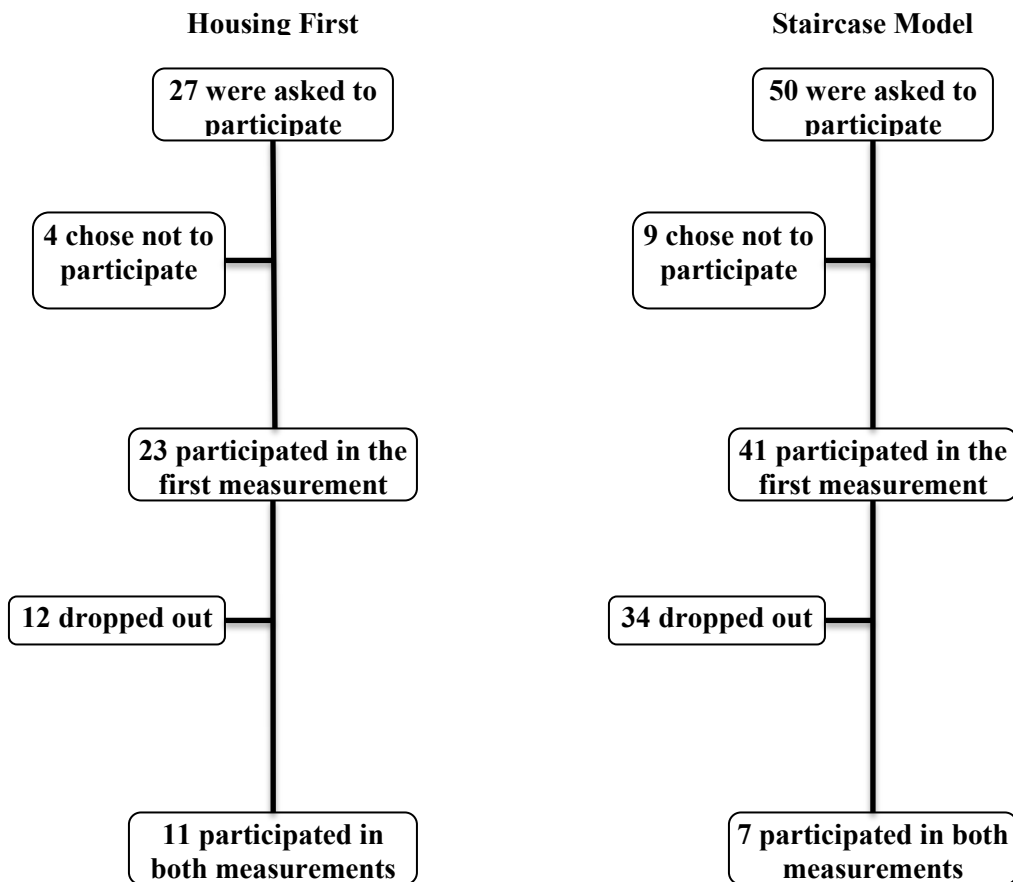 Housing First
27 were asked to
participate
4 chose not to
participate
23 participated in the
first measurement
12 dropped out
11 participated in
both measurements
Staircase Model
50 were asked to
participate
9 chose not to
participate
41 participated in the
first measurement
34 dropped out
7 participated in both
measurements